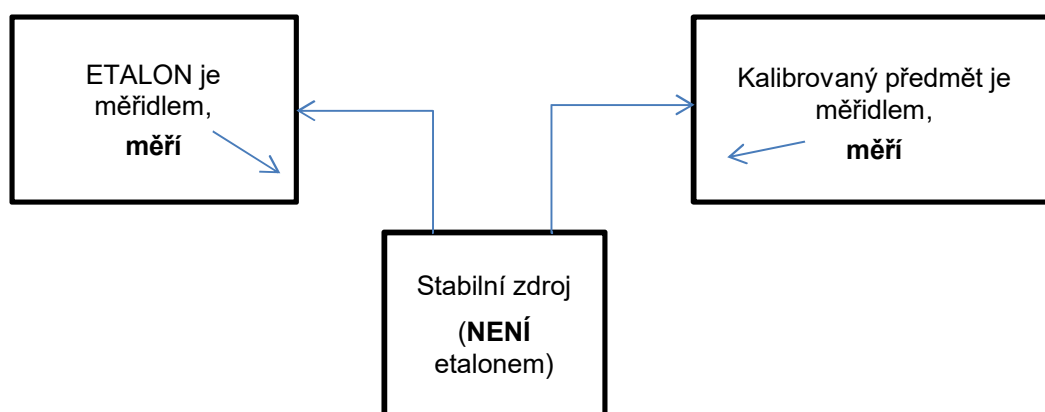 ETALON je
měřidlem,
měří
Kalibrovaný předmět je
měřidlem,
měří
Stabilní zdroj
(NENÍ
etalonem)